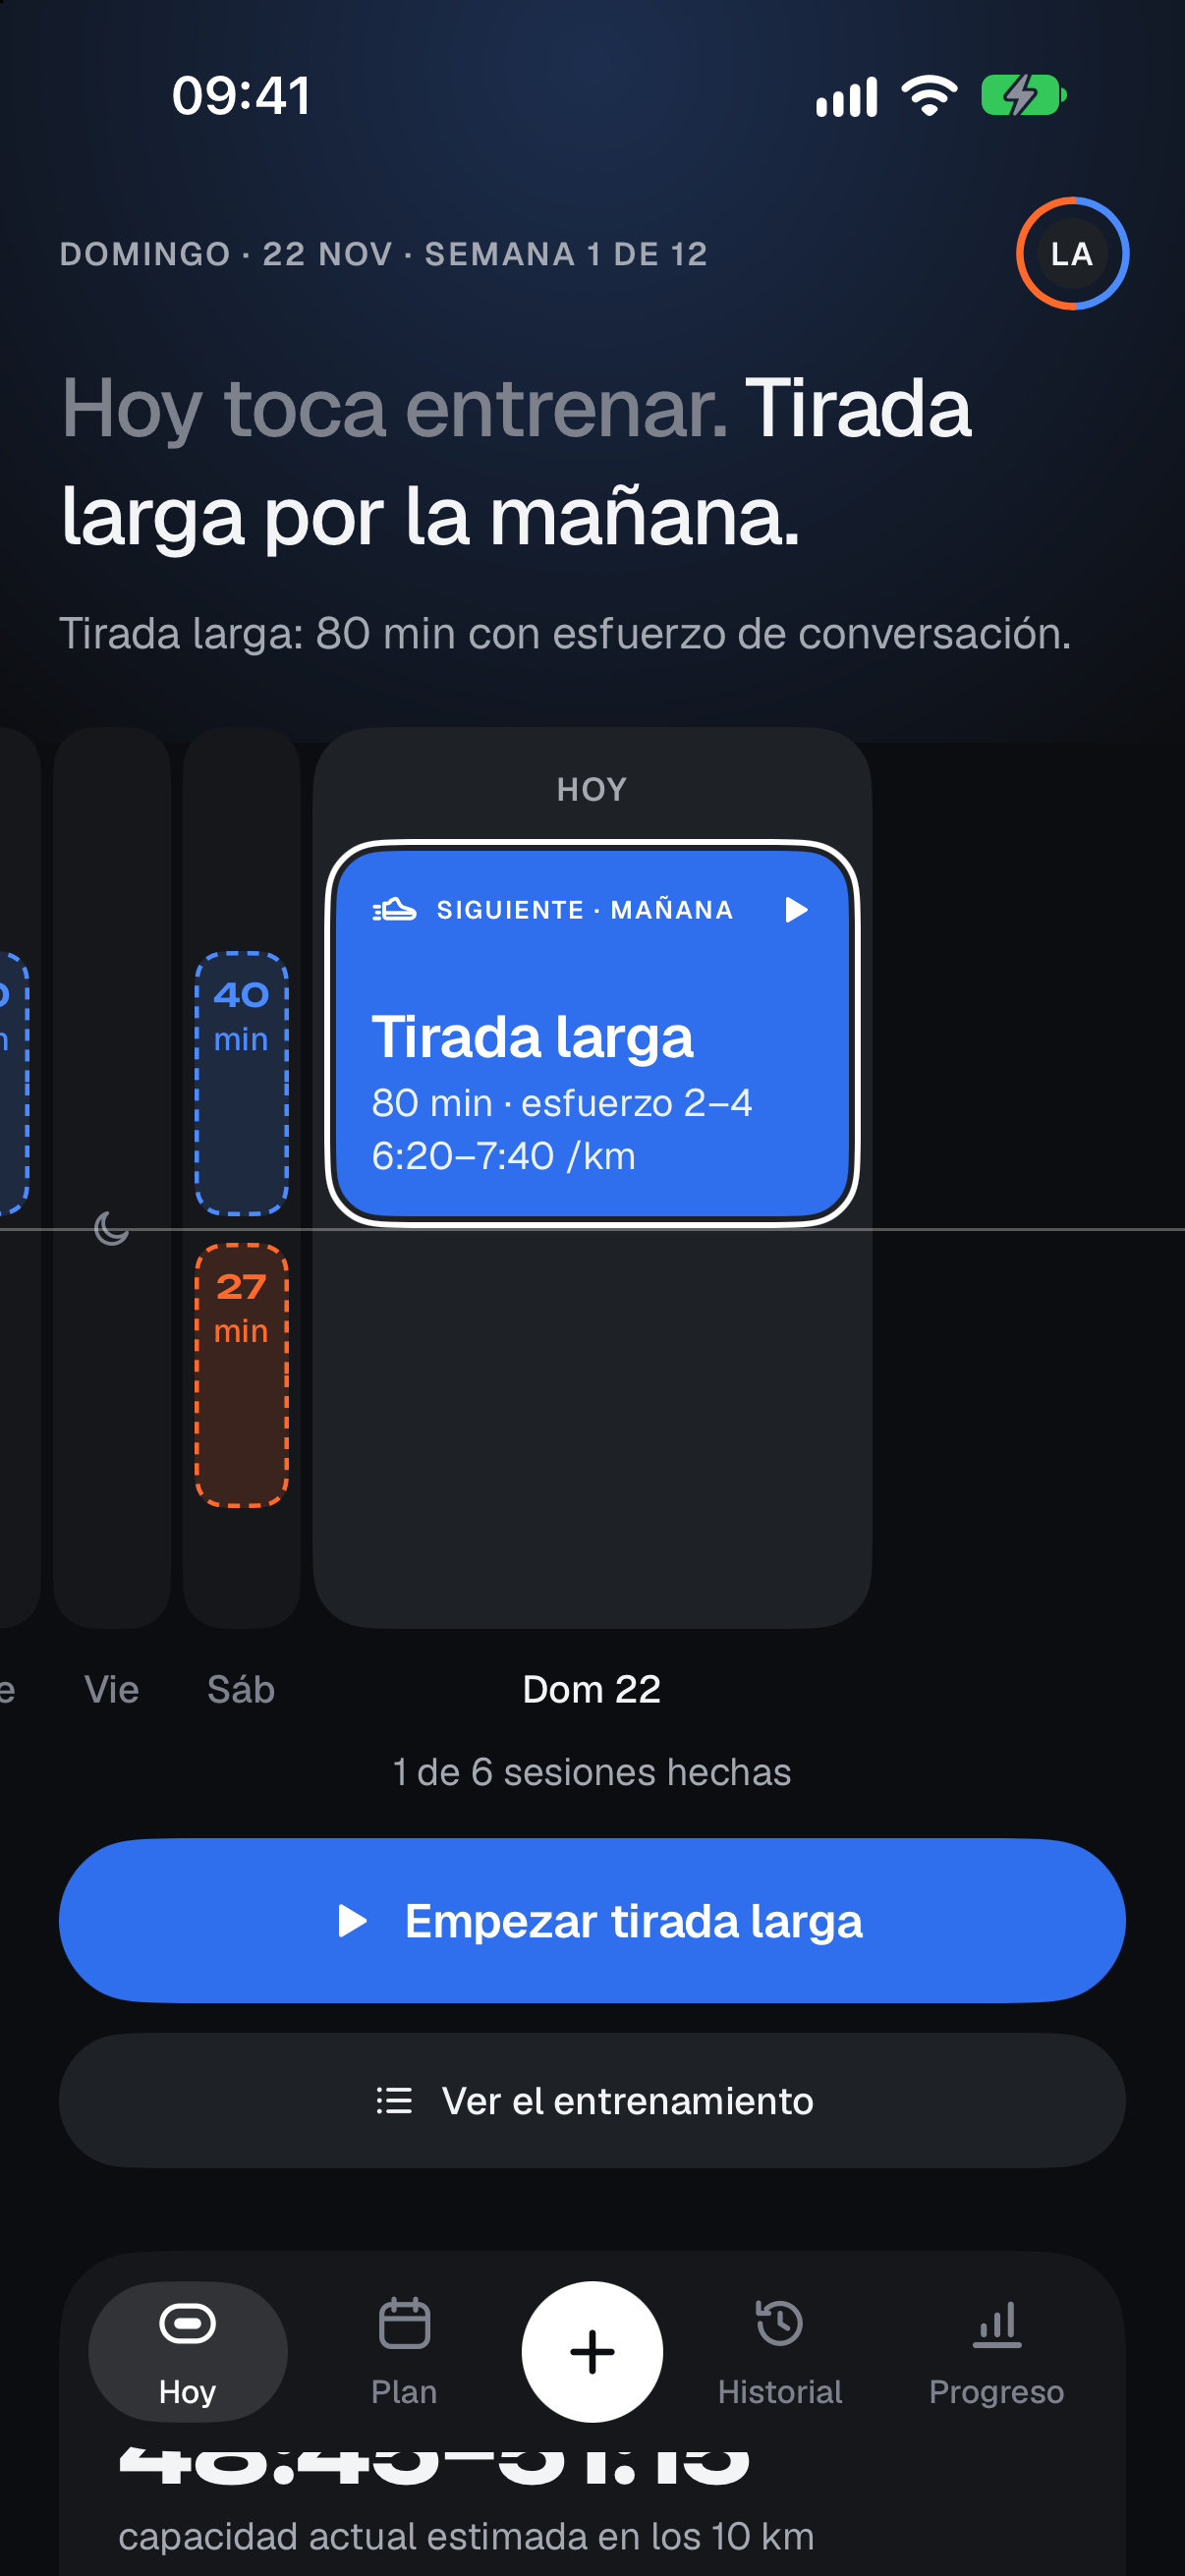 09:41
DOMINGO · 22 NOV · SEMANA 1 DE 12
LA
Hoy toca entrenar. Tirada
larga por la mañana.
Tirada larga: 80 min con esfuerzo de conversación.
HOY
SIGUIENTE · MAÑANA
40
min
Tirada larga
80 min · esfuerzo 2–4
6:20–7:40 /km
27
min
Vie
Sáb
Dom 22
1 de 6 sesiones hechas
Empezar tirada larga
Ver el entrenamiento
Hoy
Plan
Historial
Progreso
capacidad actual estimada en los 10 km